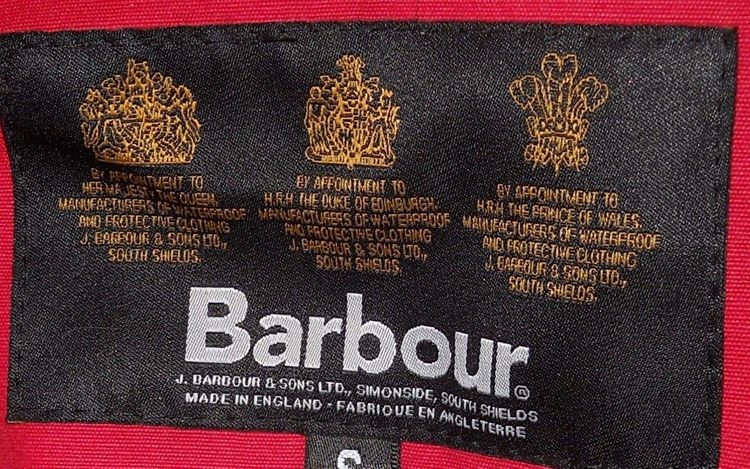 BY APPOINTMENT TO
HER MAJESTY THE QUEEN.
MANUFACTURERS OF WATERPROOF
AND PROTECTIVE CLOTHING
J. BARBOUR & SONS LTD.,
SOUTH SHIELDS.
BY APPOINTMENT TO
H.R.H THE DUKE OF EDINBURGH.
MANUFACTURERS OF WATERPROOF
AND PROTECTIVE CLOTHING
J. BARBOUR & SONS LTD.,
SOUTH SHIELDS.
BY APPOINTMENT TO
H.R.H THE PRINCE OF WALES.
MANUFACTURERS OF WATERPROOF
AND PROTECTIVE CLOTHING
J. BARBOUR & SONS LTD.,
SOUTH SHIELDS.
Barbour®
J. BARBOUR & SONS LTD., SIMONSIDE, SOUTH SHIELDS
MADE IN ENGLAND - FABRIQUE EN ANGLETERRE
S